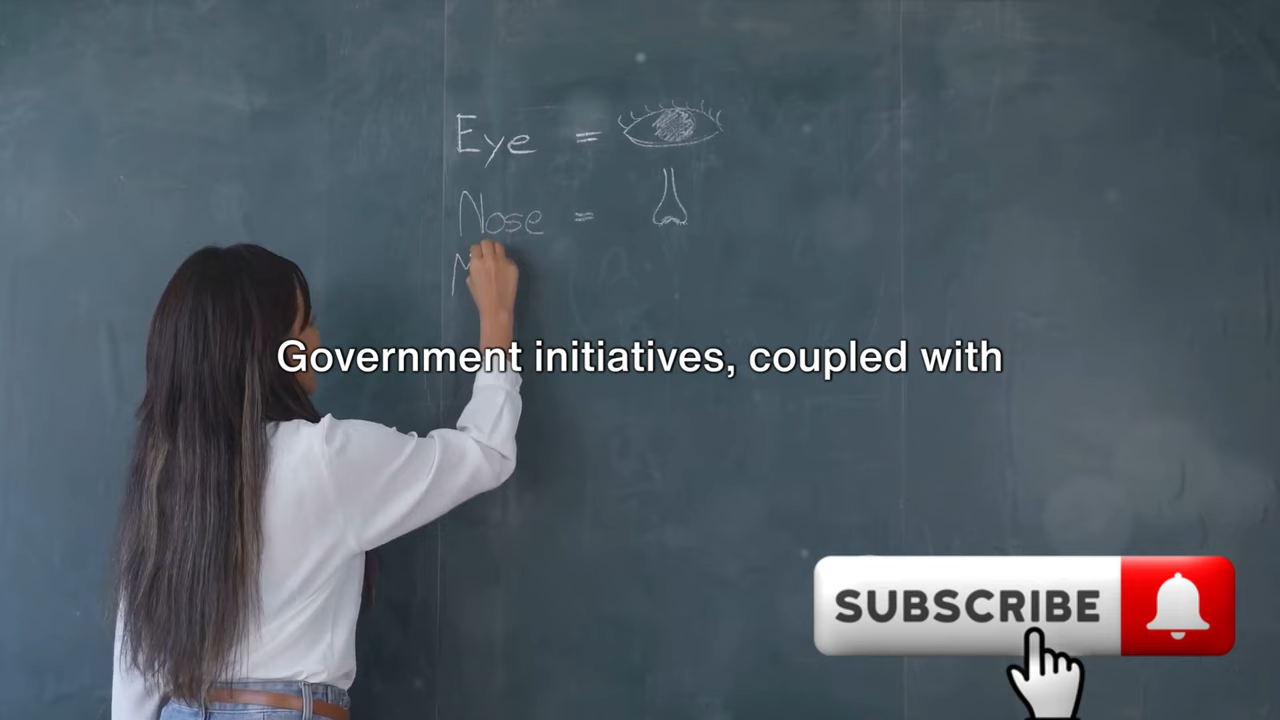 Eye =
Nose =
M
Government initiatives, coupled with
SUBSCRIBE